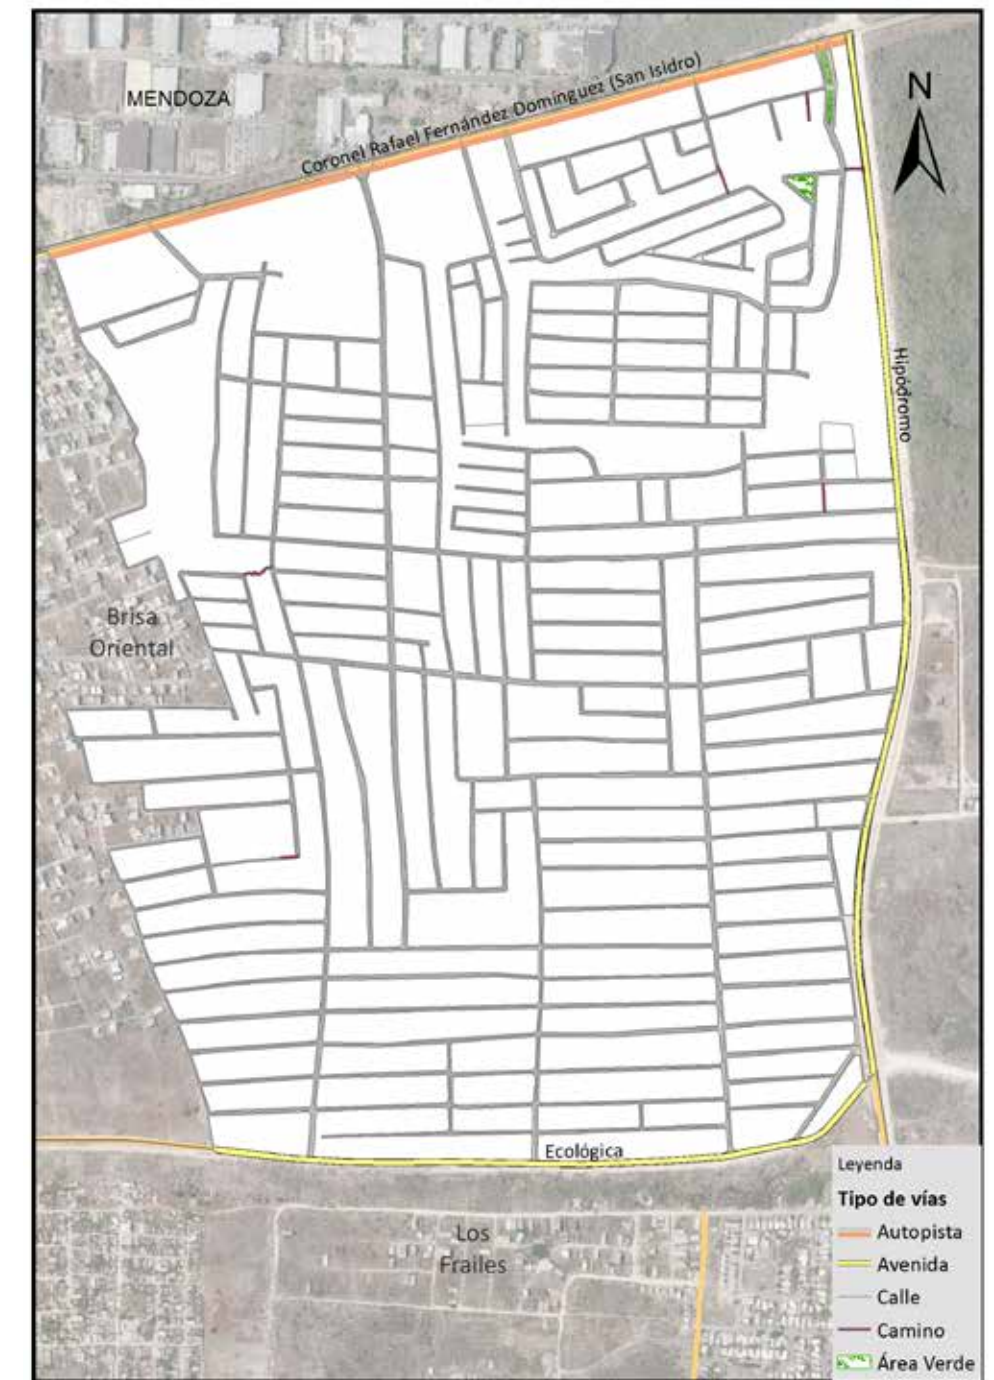 MENDOZA
Coronel Rafael Fernández Domínguez (San Isidro)
N
Hipódromo
Brisa
Oriental
Ecológica
Los
Frailes
Leyenda
Tipo de vías
Autopista
Avenida
Calle
Camino
Área Verde